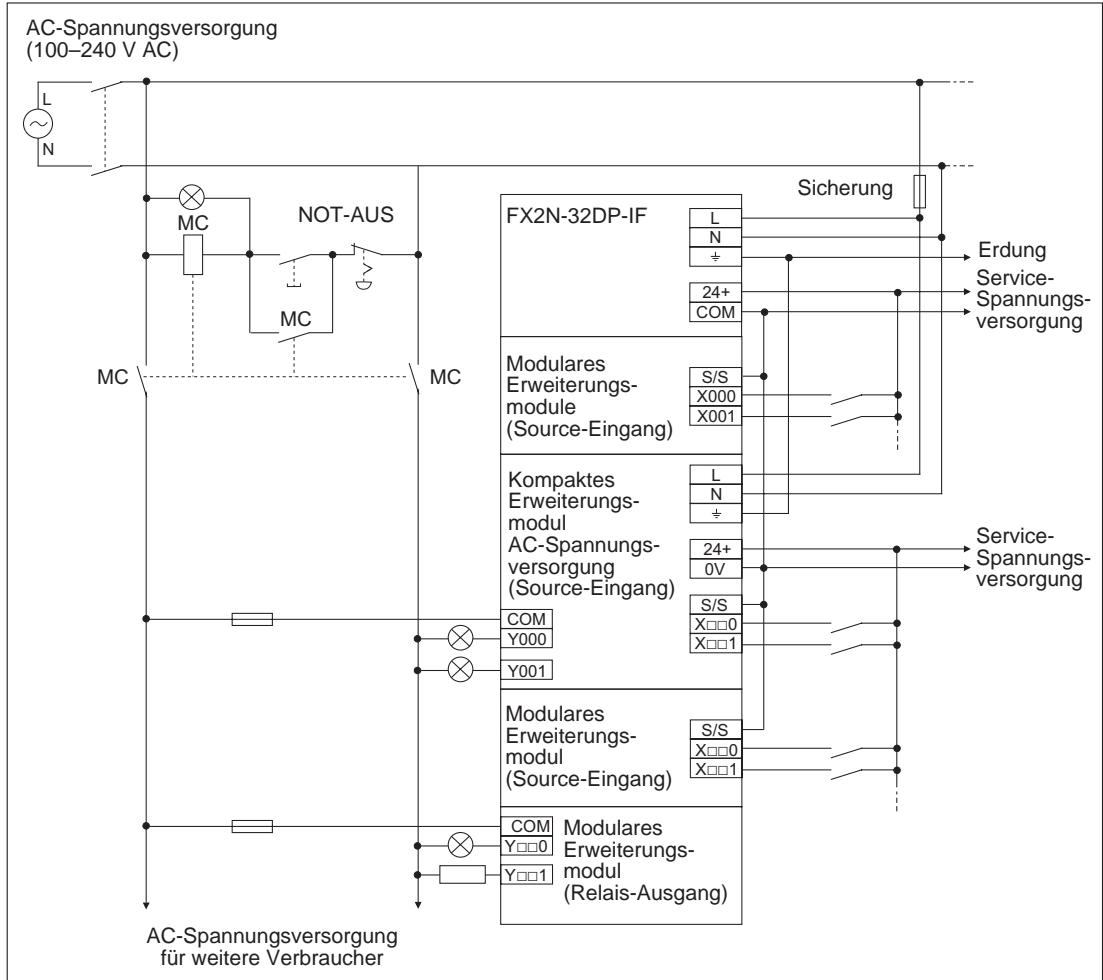 AC-Spannungsversorgung
(100–240 V AC)
L
N
MC
NOT-AUS
MC
MC
MC
Sicherung
FX2N-32DP-IF
L
N
24+
COM
Erdung
Service-
Spannungs-
versorgung
Modulares
Erweiterungs-
module
(Source-Eingang)
S/S
X000
X001
Kompaktes
Erweiterungs-
modul
AC-Spannungs-
versorgung
(Source-Eingang)
L
N
24+
0V
S/S
X□□0
X□□1
Service-
Spannungs-
versorgung
COM
Y000
Y001
Modulares
Erweiterungs-
modul
(Source-Eingang)
S/S
X□□0
X□□1
COM
Y□□0
Y□□1
Modulares
Erweiterungs-
modul
(Relais-Ausgang)
AC-Spannungsversorgung
für weitere Verbraucher